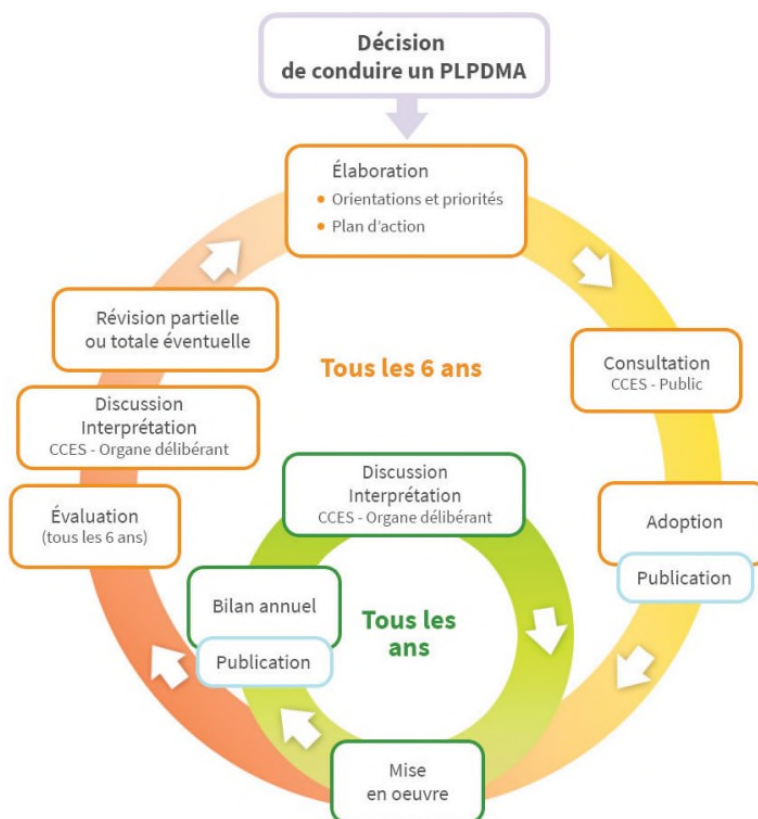 Décision
de conduire un PLPDMA
Élaboration
• Orientations et priorités
• Plan d'action
Révision partielle
ou totale éventuelle
Tous les 6 ans
Consultation
CCES - Public
Discussion
Interprétation
CCES - Organe délibérant
Discussion
Interprétation
CCES - Organe délibérant
Évaluation
(tous les 6 ans)
Adoption
Publication
Bilan annuel
Publication
Tous les
ans
Mise
en oeuvre